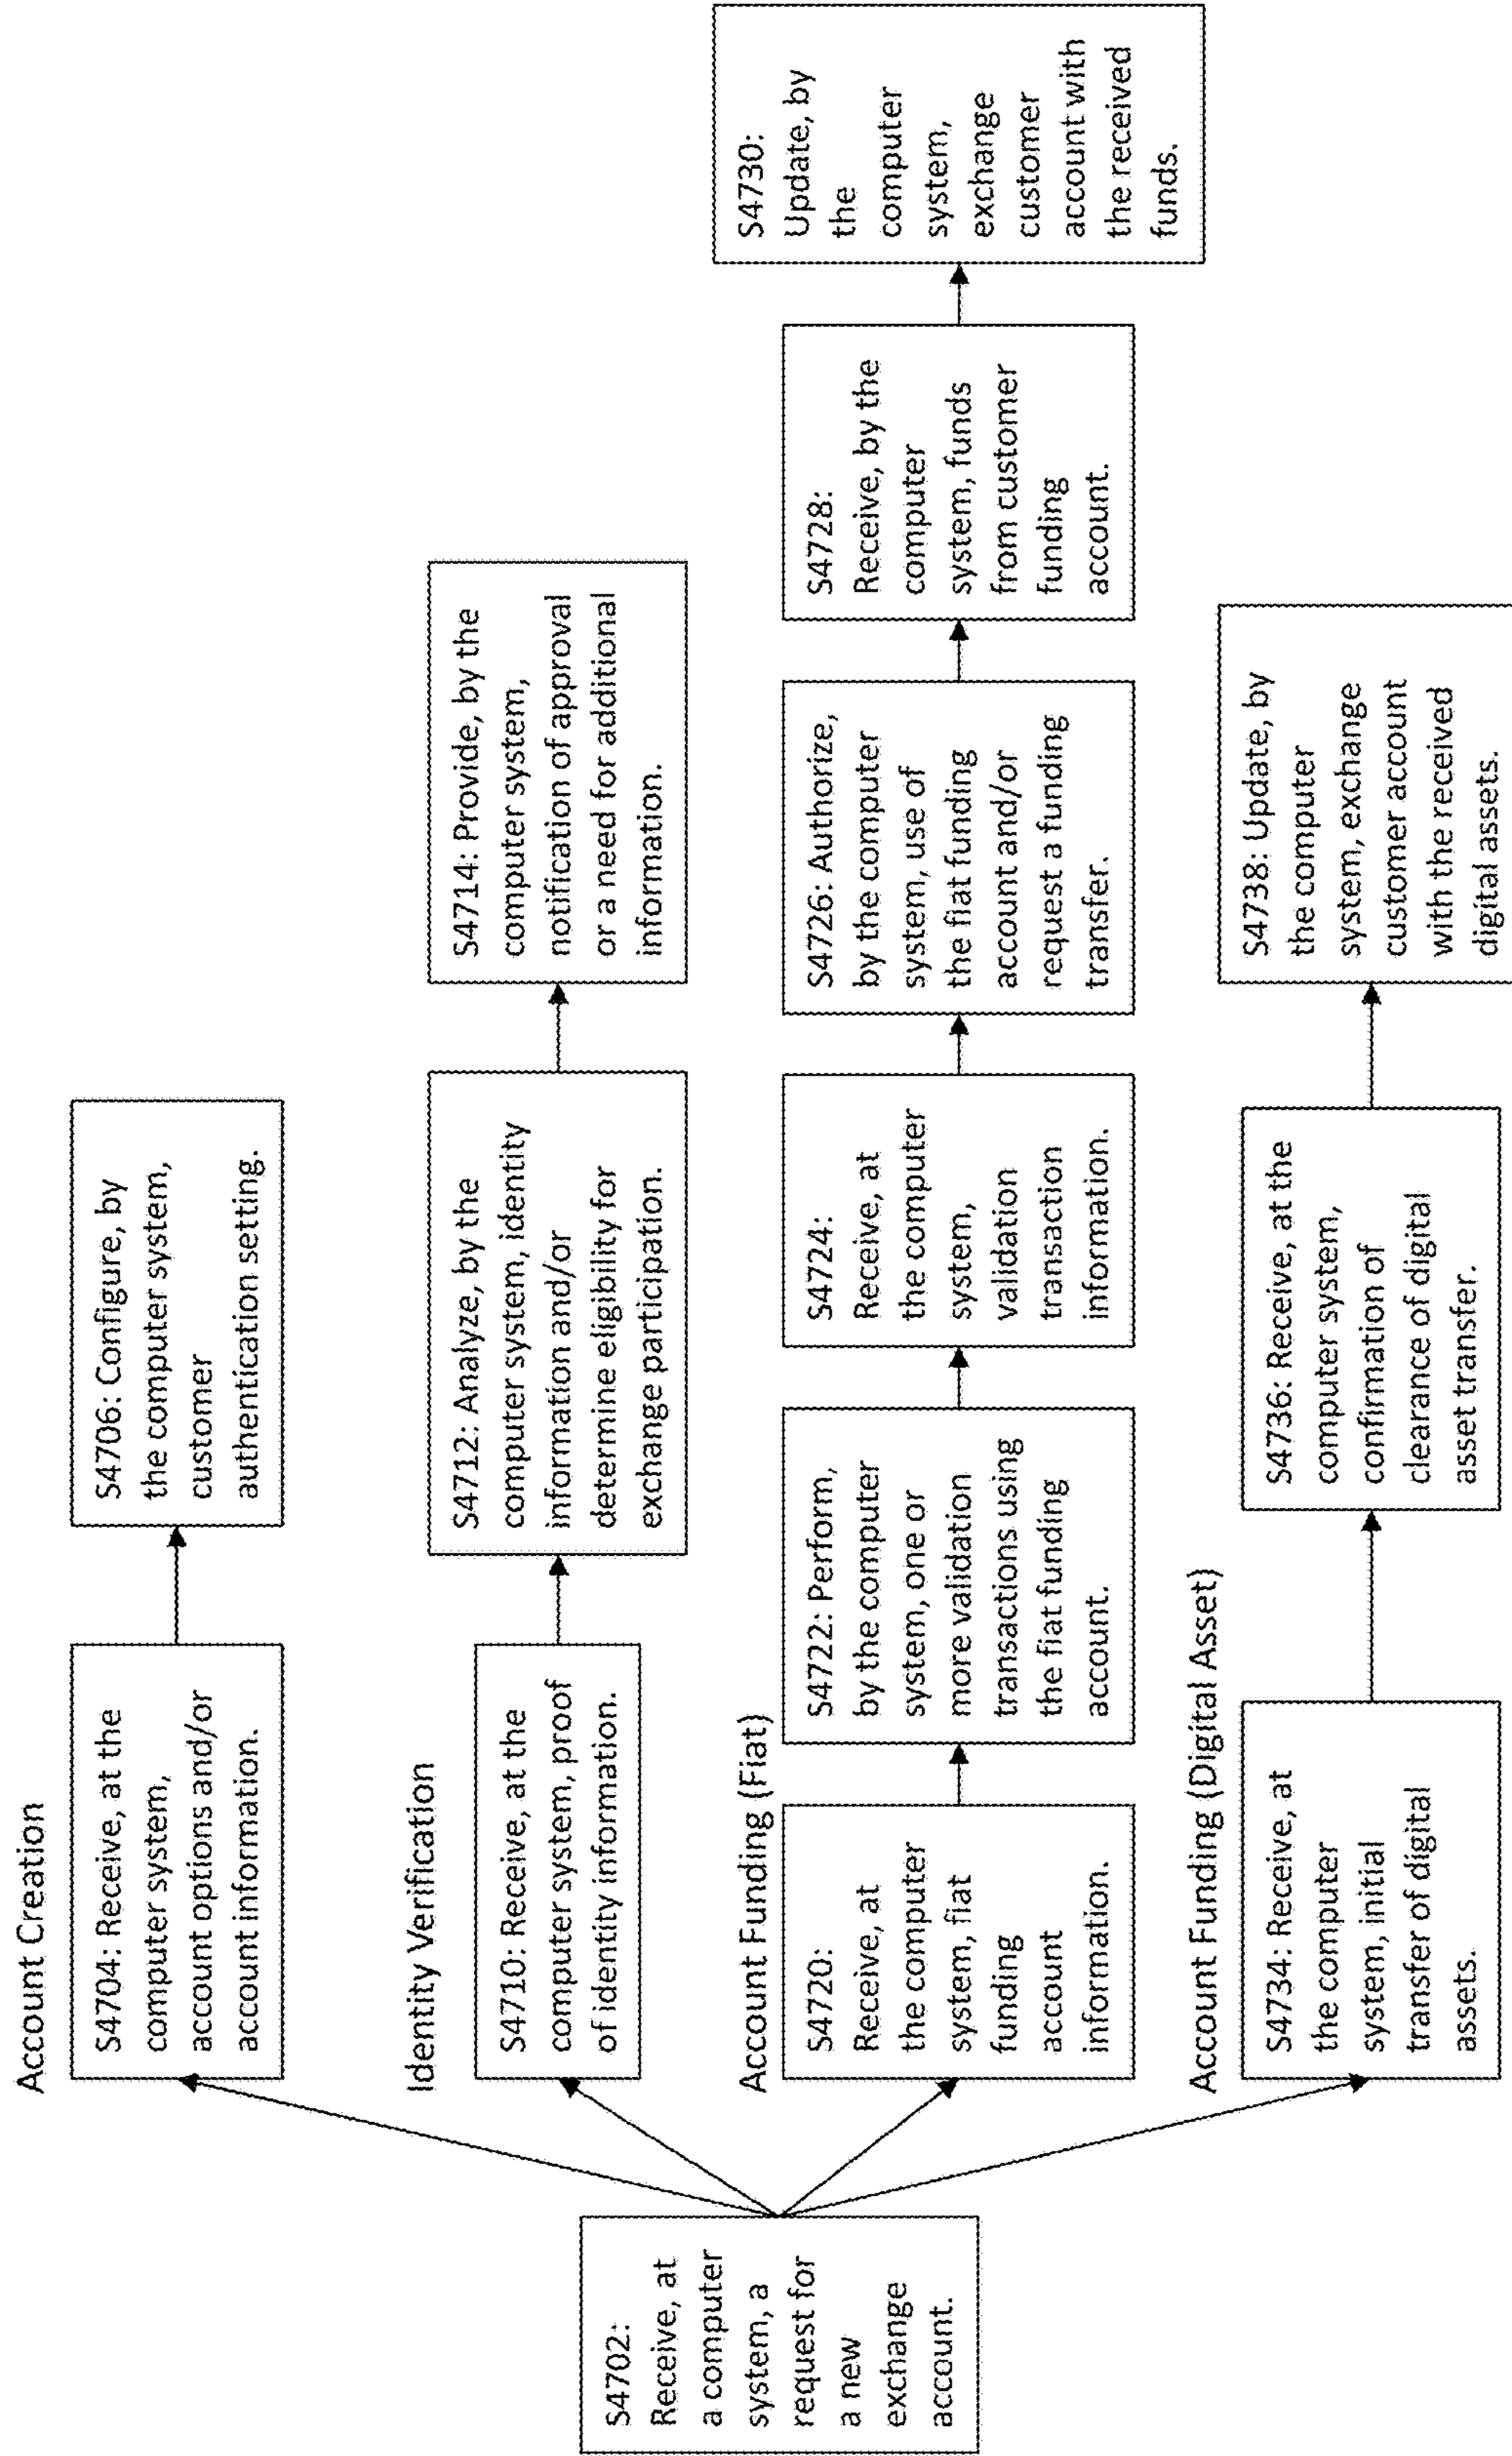 S4702:
Receive, at
a computer
system, a
request for
a new
exchange
account.
Account Creation
S4704: Receive, at the
computer system,
account options and/or
account information.
S4706: Configure, by
the computer system,
customer
authentication setting.
Identity Verification
S4710: Receive, at the
computer system, proof
of identity information.
S4712: Analyze, by the
computer system, identity
information and/or
determine eligibility for
exchange participation.
S4714: Provide, by the
computer system,
notification of approval
or a need for additional
information.
Account Funding (Fiat)
S4720:
Receive, at
the computer
system, fiat
funding
account
information.
S4722: Perform,
by the computer
system, one or
more validation
transactions using
the fiat funding
account.
S4724:
Receive, at
the computer
system,
validation
transaction
information.
S4726: Authorize,
by the computer
system, use of
the fiat funding
account and/or
request a funding
transfer.
S4728:
Receive, by the
computer
system, funds
from customer
funding
account.
S4730:
Update, by
the
computer
system,
exchange
customer
account with
the received
funds.
Account Funding (Digital Asset)
S4734: Receive, at
the computer
system, initial
transfer of digital
assets.
S4736: Receive, at the
computer system,
confirmation of
clearance of digital
asset transfer.
S4738: Update, by
the computer
system, exchange
customer account
with the received
digital assets.